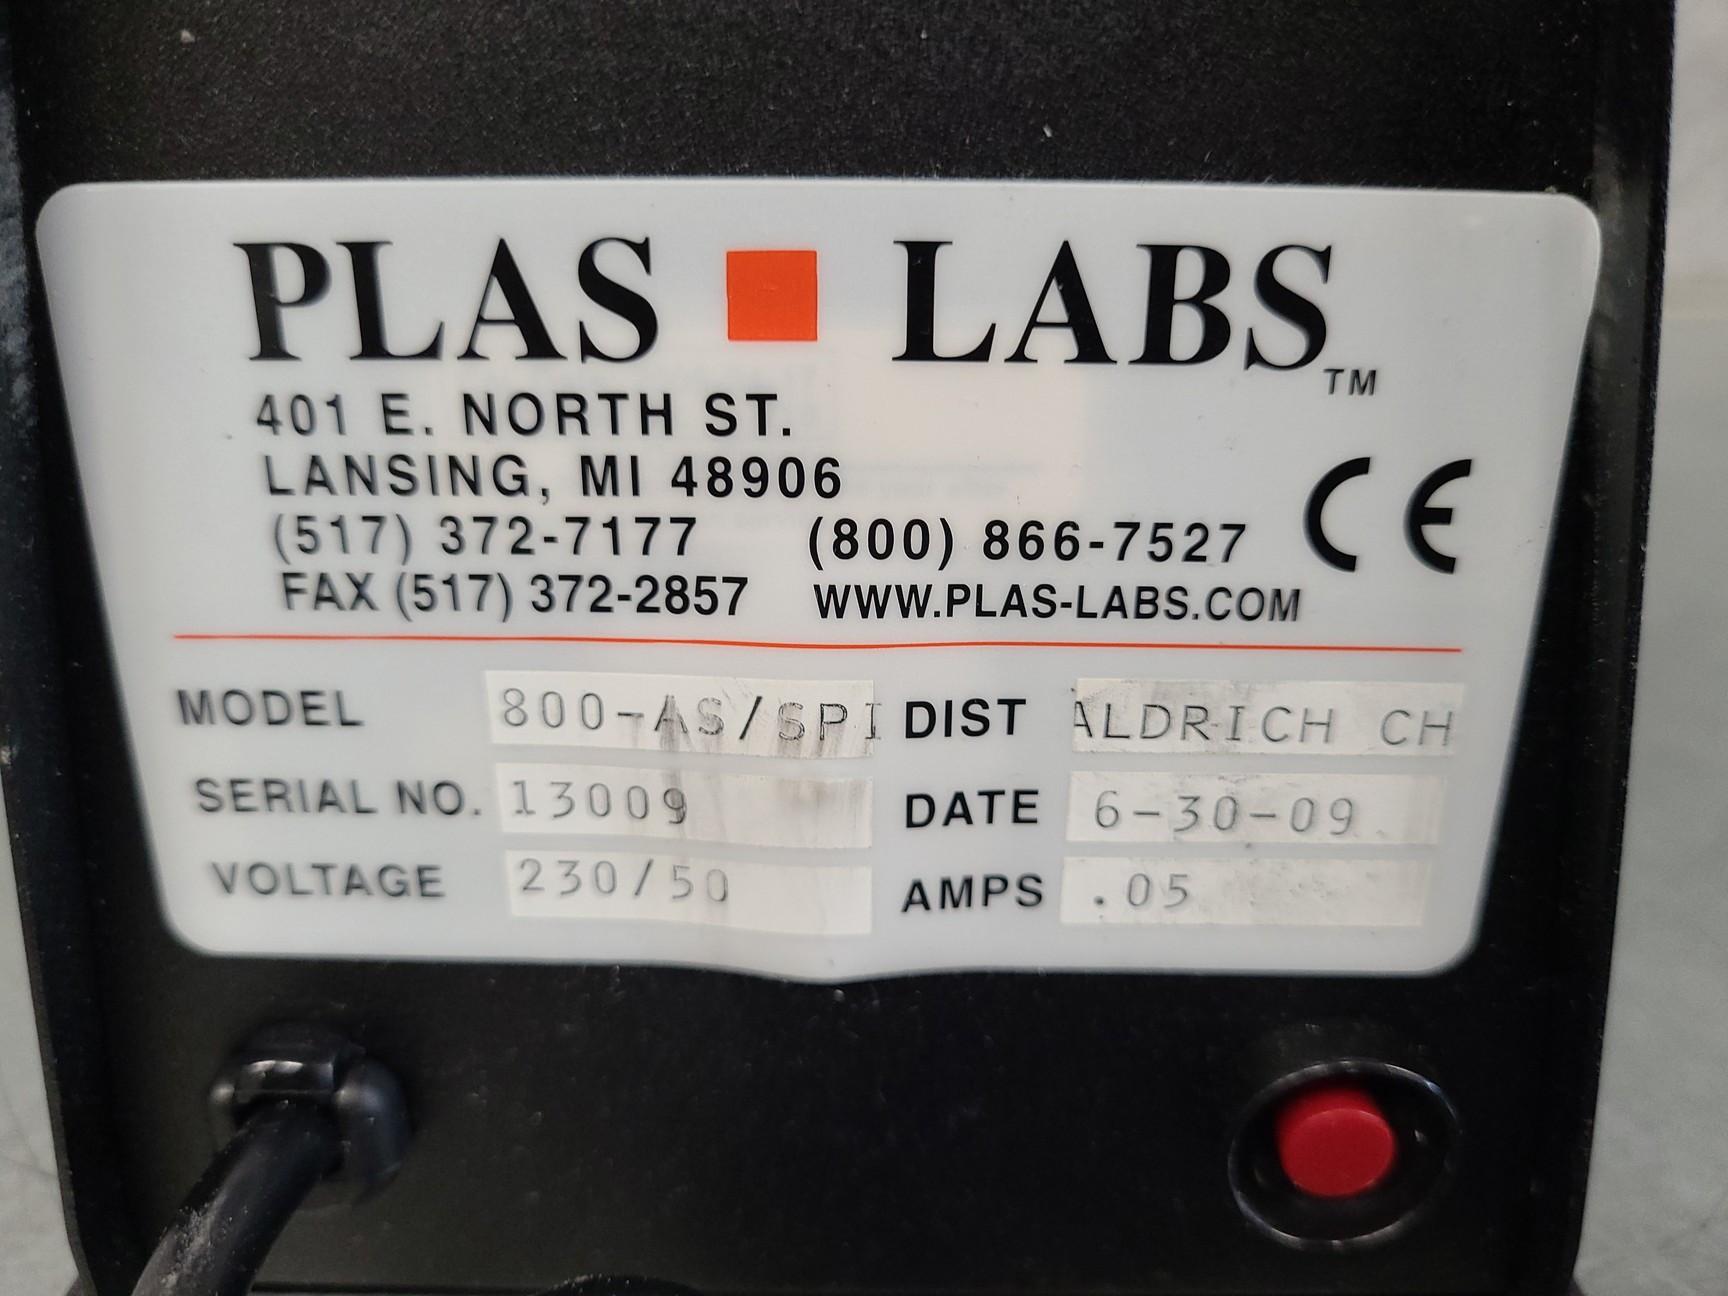 PLAS LABS TM
401 E. NORTH ST.
LANSING, MI 48906
(517) 372-7177 (800) 866-7527 CE
FAX (517) 372-2857 WWW.PLAS-LABS.COM
MODEL 800-AS/SPI DIST ALDRICH CH
SERIAL NO. 13009 DATE 6-30-09
VOLTAGE 230/50 AMPS .05